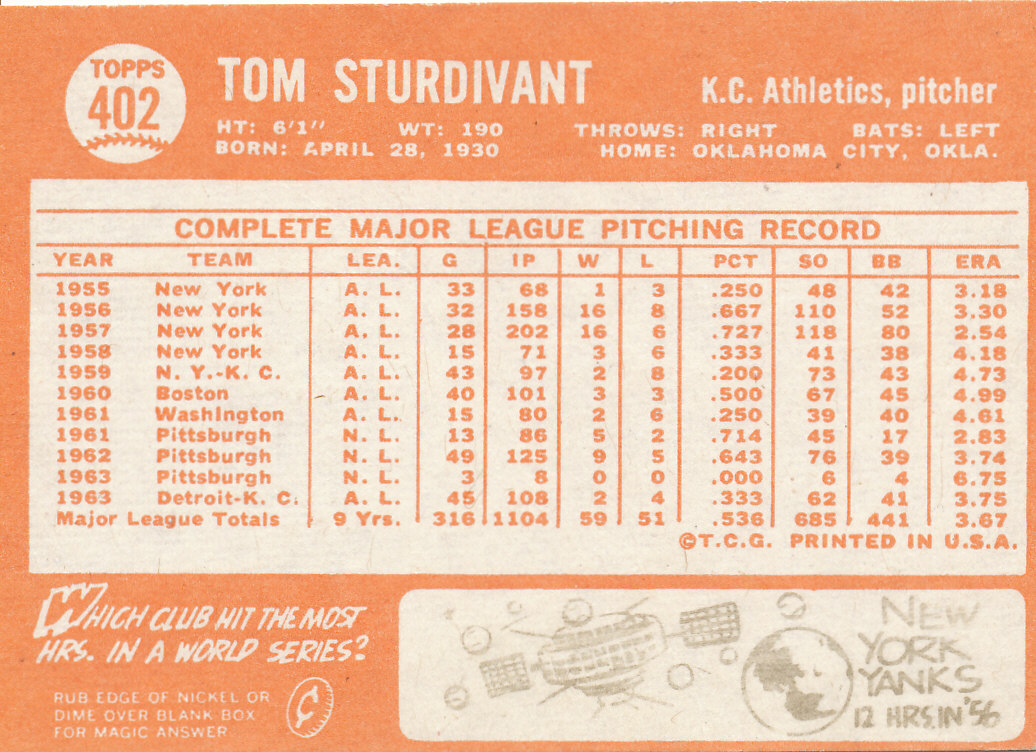 TOPPS
402
TOM STURDIVANT
K.C. Athletics, pitcher
HT: 6'1" WT: 190 THROWS: RIGHT BATS: LEFT
BORN: APRIL 28, 1930 HOME: OKLAHOMA CITY, OKLA.
COMPLETE MAJOR LEAGUE PITCHING RECORD
YEAR TEAM LEA. G IP W L PCT SO BB ERA
1955 New York A. L. 33 68 1 3 .250 48 42 3.18
1956 New York A. L. 32 158 16 8 .667 110 52 3.30
1957 New York A. L. 28 202 16 6 .727 118 80 2.54
1958 New York A. L. 15 71 3 6 .333 41 38 4.18
1959 N. Y.-K. C. A. L. 43 97 2 8 .200 73 43 4.73
1960 Boston A. L. 40 101 3 3 .500 67 45 4.99
1961 Washington A. L. 15 80 2 6 .250 39 40 4.61
1961 Pittsburgh N. L. 13 86 5 2 .714 45 17 2.83
1962 Pittsburgh N. L. 49 125 9 5 .643 76 39 3.74
1963 Pittsburgh N. L. 3 8 0 0 .000 6 4 6.75
1963 Detroit-K. C. A. L. 45 108 2 4 .333 62 41 3.75
Major League Totals 9 Yrs. 316 1104 59 51 .536 685 441 3.67
©T.C.G. PRINTED IN U.S.A.
WHICH CLUB HIT THE MOST
HRS. IN A WORLD SERIES?
RUB EDGE OF NICKEL OR
DIME OVER BLANK BOX
FOR MAGIC ANSWER
¢
NEW
YORK
YANKS
12 HRS. IN '56